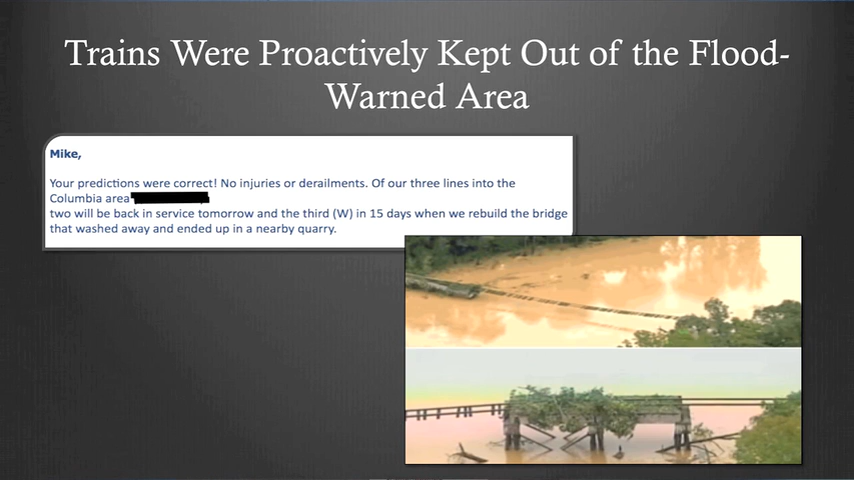 Trains Were Proactively Kept Out of the Flood-
Warned Area
Mike,
Your predictions were correct! No injuries or derailments. Of our three lines into the
Columbia area
two will be back in service tomorrow and the third (W) in 15 days when we rebuild the bridge
that washed away and ended up in a nearby quarry.